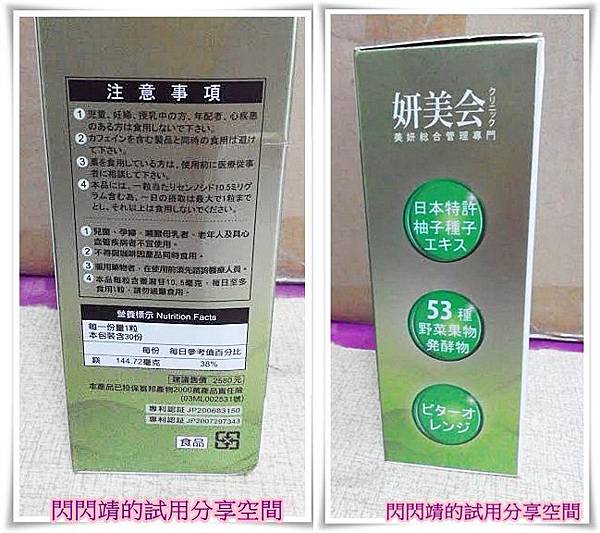 注意事項
① 児童、妊婦、授乳中の方、年配者、心疾患
のある方は食用しないで下さい。
② カフェインを含む製品と同時の食用は避け
て下さい。
③ 薬を食用している方は、使用前に医療従事
者に相談して下さい。
④ 本品には、一粒当たりセンノシド10.5ミリグ
ラム含む為、一日の摂取は最大で1粒まで
とし、それ以上は食用しないでください。
① 兒童、孕婦、哺餵母乳者、老年人及具心
血管疾病者不宜使用。
② 不得與咖啡因產品同時食用。
③ 服用藥物者，在使用前須先諮詢醫療人員。
④ 本品每粒含番瀉苷10.5毫克，每日至多
食用1粒，請勿過量食用。
營養標示 Nutrition Facts
每一份量1粒
本包裝含30份
每份 每日參考值百分比
鎂 144.72毫克 38%
建議售價 2580元
本產品已投保富邦產物2000萬產品責任險
(03ML002531號)
專利認証 JP200683150
專利認証 JP2007297343
食品
閃閃靖的試用分享空間
妍美会
クリニック
美妍総合管理専門
日本特許
柚子種子
エキス
53種
野菜果物
発酵物
ビターオ
レンジ
閃閃靖的試用分享空間